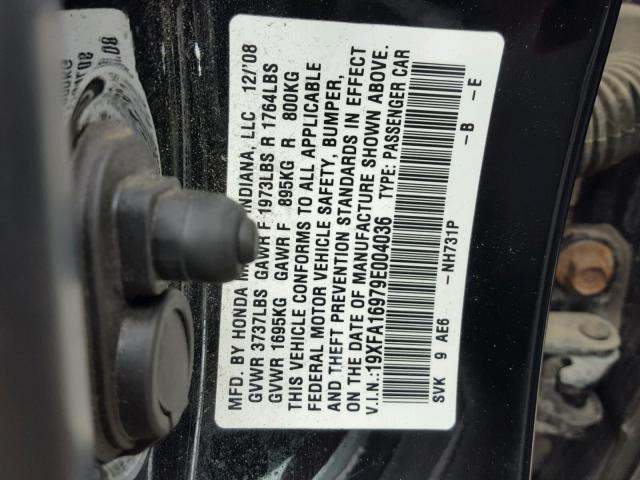 MFD. BY HONDA M INDIANA, LLC 12/'08
GVWR 3737LBS GAWR F 1973LBS R 1764LBS
GVWR 1695KG GAWR F 895KG R 800KG
THIS VEHICLE CONFORMS TO ALL APPLICABLE
FEDERAL MOTOR VEHICLE SAFETY, BUMPER,
AND THEFT PREVENTION STANDARDS IN EFFECT
ON THE DATE OF MANUFACTURE SHOWN ABOVE.
V.I.N.:19XFA16979E004036 TYPE: PASSENGER CAR
SVK 9 AE6 -NH731P -B -E